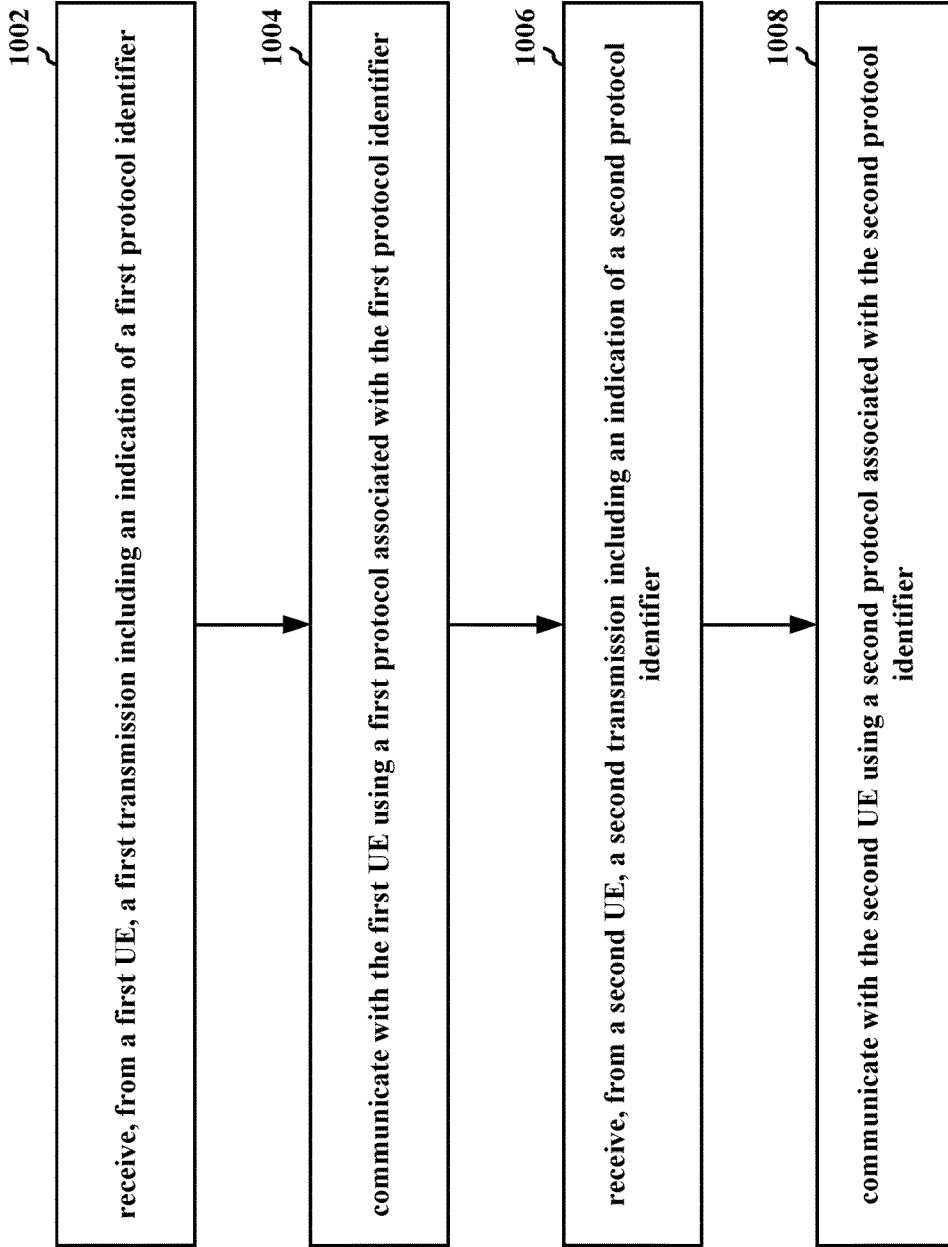 1002
receive, from a first UE, a first transmission including an indication of a first protocol identifier
1004
communicate with the first UE using a first protocol associated with the first protocol identifier
1006
receive, from a second UE, a second transmission including an indication of a second protocol
identifier
1008
communicate with the second UE using a second protocol associated with the second protocol
identifier